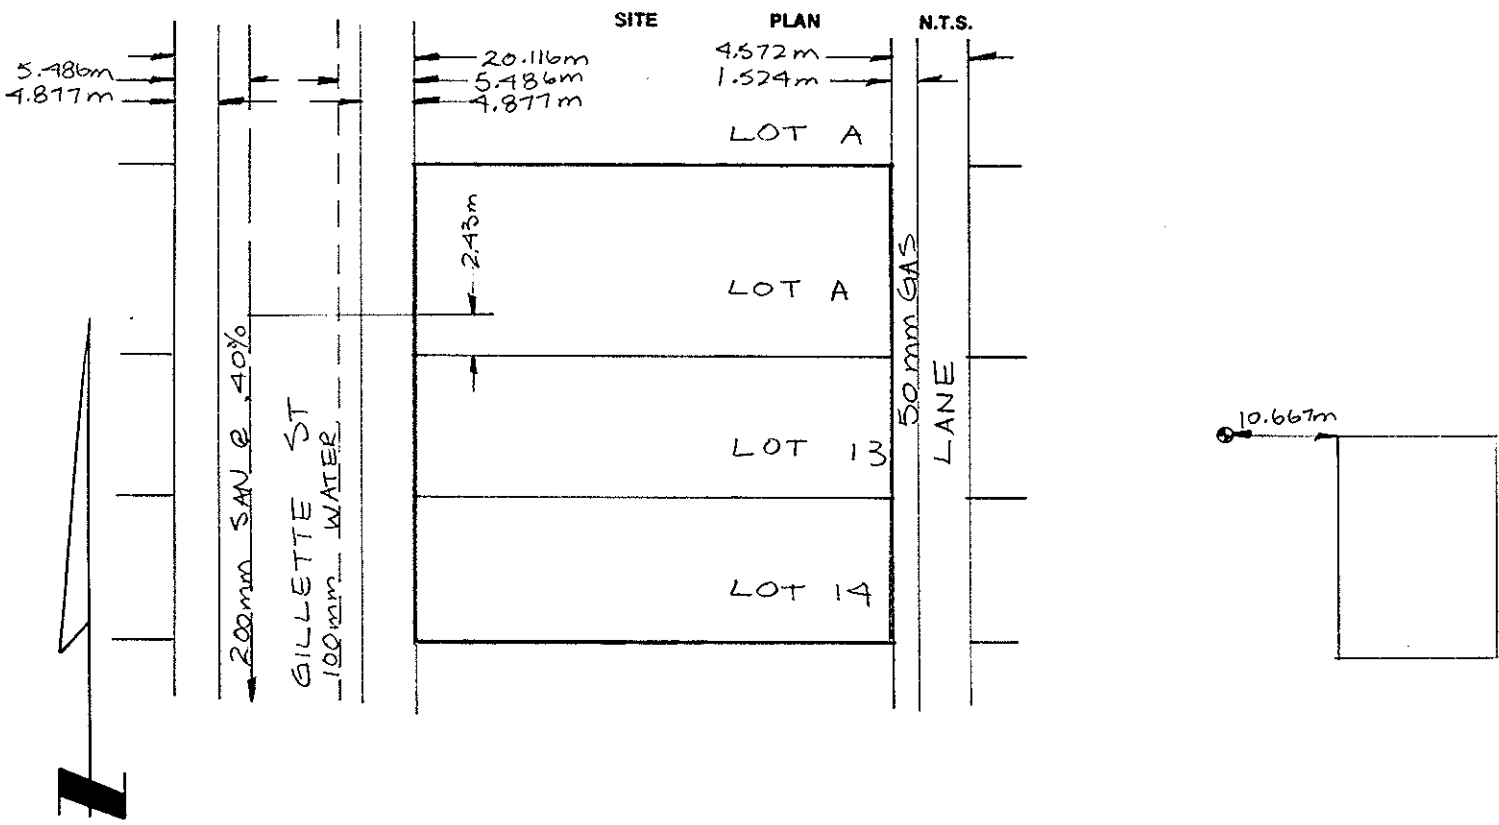 SITE PLAN N.T.S.
20.116m
4.572m
5.486m
5.486m
1.524m
4.877m
4.877m
LOT A
2.43m
LOT A
50mm GAS
LANE
200mm SAN @ .40%
GILLETTE ST
100mm WATER
LOT 13
10.667m
LOT 14
N